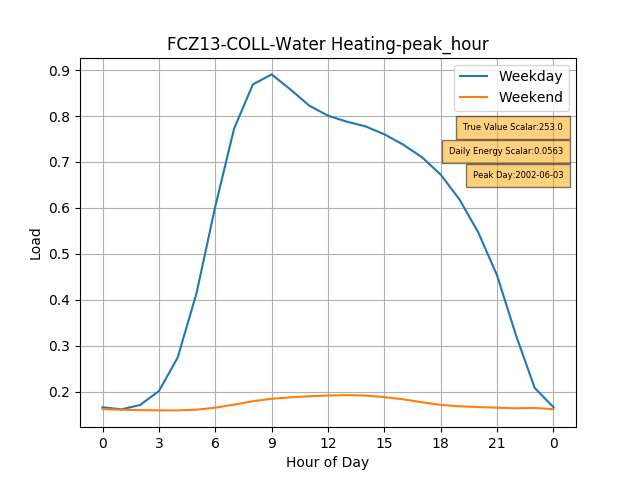 FCZ13-COLL-Water Heating-peak_hour
Weekday
Weekend
True Value Scalar:253.0
Daily Energy Scalar:0.0563
Peak Day:2002-06-03
Load
0.9
0.8
0.7
0.6
0.5
0.4
0.3
0.2
0 3 6 9 12 15 18 21 0
Hour of Day